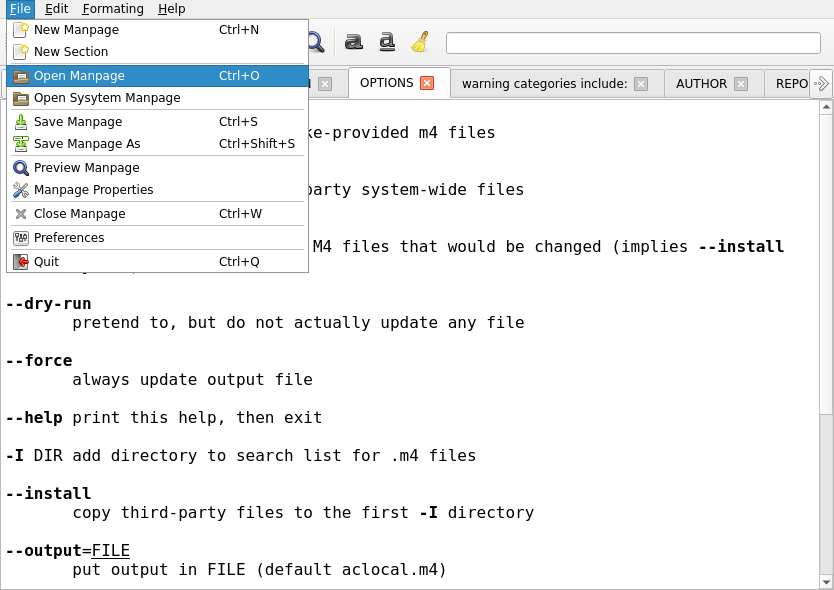 File Edit Formating Help
New Manpage Ctrl+N
New Section
Open Manpage Ctrl+O
Open Sysytem Manpage
Save Manpage Ctrl+S
Save Manpage As Ctrl+Shift+S
Preview Manpage
Manpage Properties
Close Manpage Ctrl+W
Preferences
Quit Ctrl+Q
a a
OPTIONS warning categories include: AUTHOR REPO
ke-provided m4 files
party system-wide files
M4 files that would be changed (implies --install
--dry-run
pretend to, but do not actually update any file
--force
always update output file
--help print this help, then exit
-I DIR add directory to search list for .m4 files
--install
copy third-party files to the first -I directory
--output=FILE
put output in FILE (default aclocal.m4)